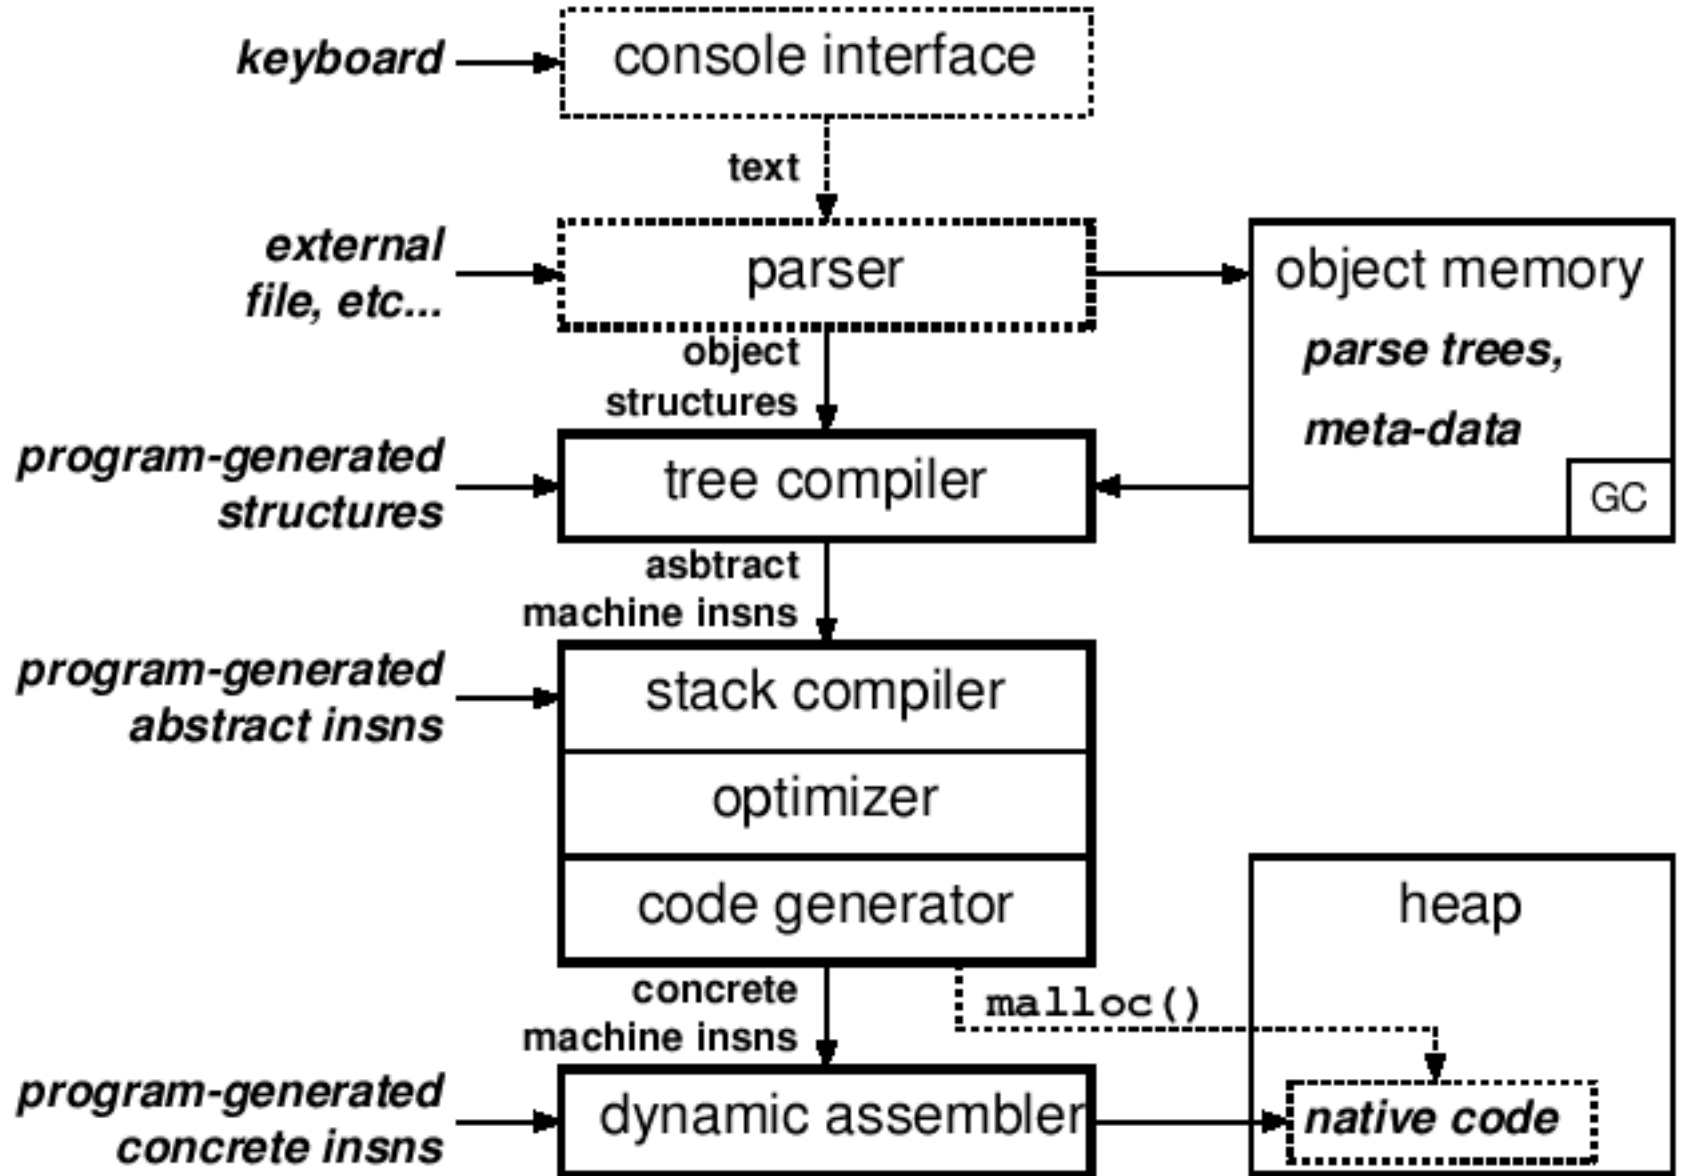 keyboard
console interface
text
external
file, etc...
parser
object memory
parse trees,
meta-data
GC
object
structures
program-generated
structures
tree compiler
asbtract
machine insns
program-generated
abstract insns
stack compiler
optimizer
code generator
heap
concrete
machine insns
malloc()
program-generated
concrete insns
dynamic assembler
native code